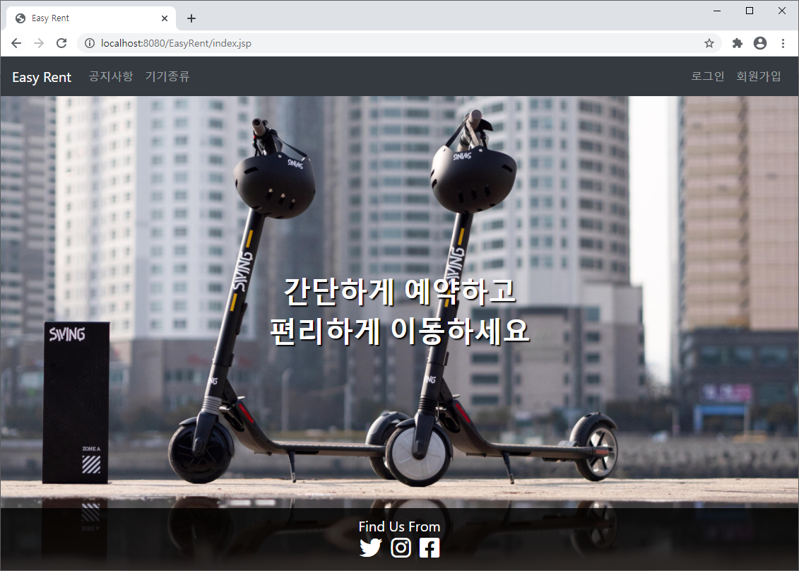 Easy Rent
localhost:8080/EasyRent/index.jsp
Easy Rent 공지사항 기기종류 로그인 회원가입
SWING
SWING
SWING
SWING
간단하게 예약하고
편리하게 이동하세요
SWING
ZONE A
Find Us From